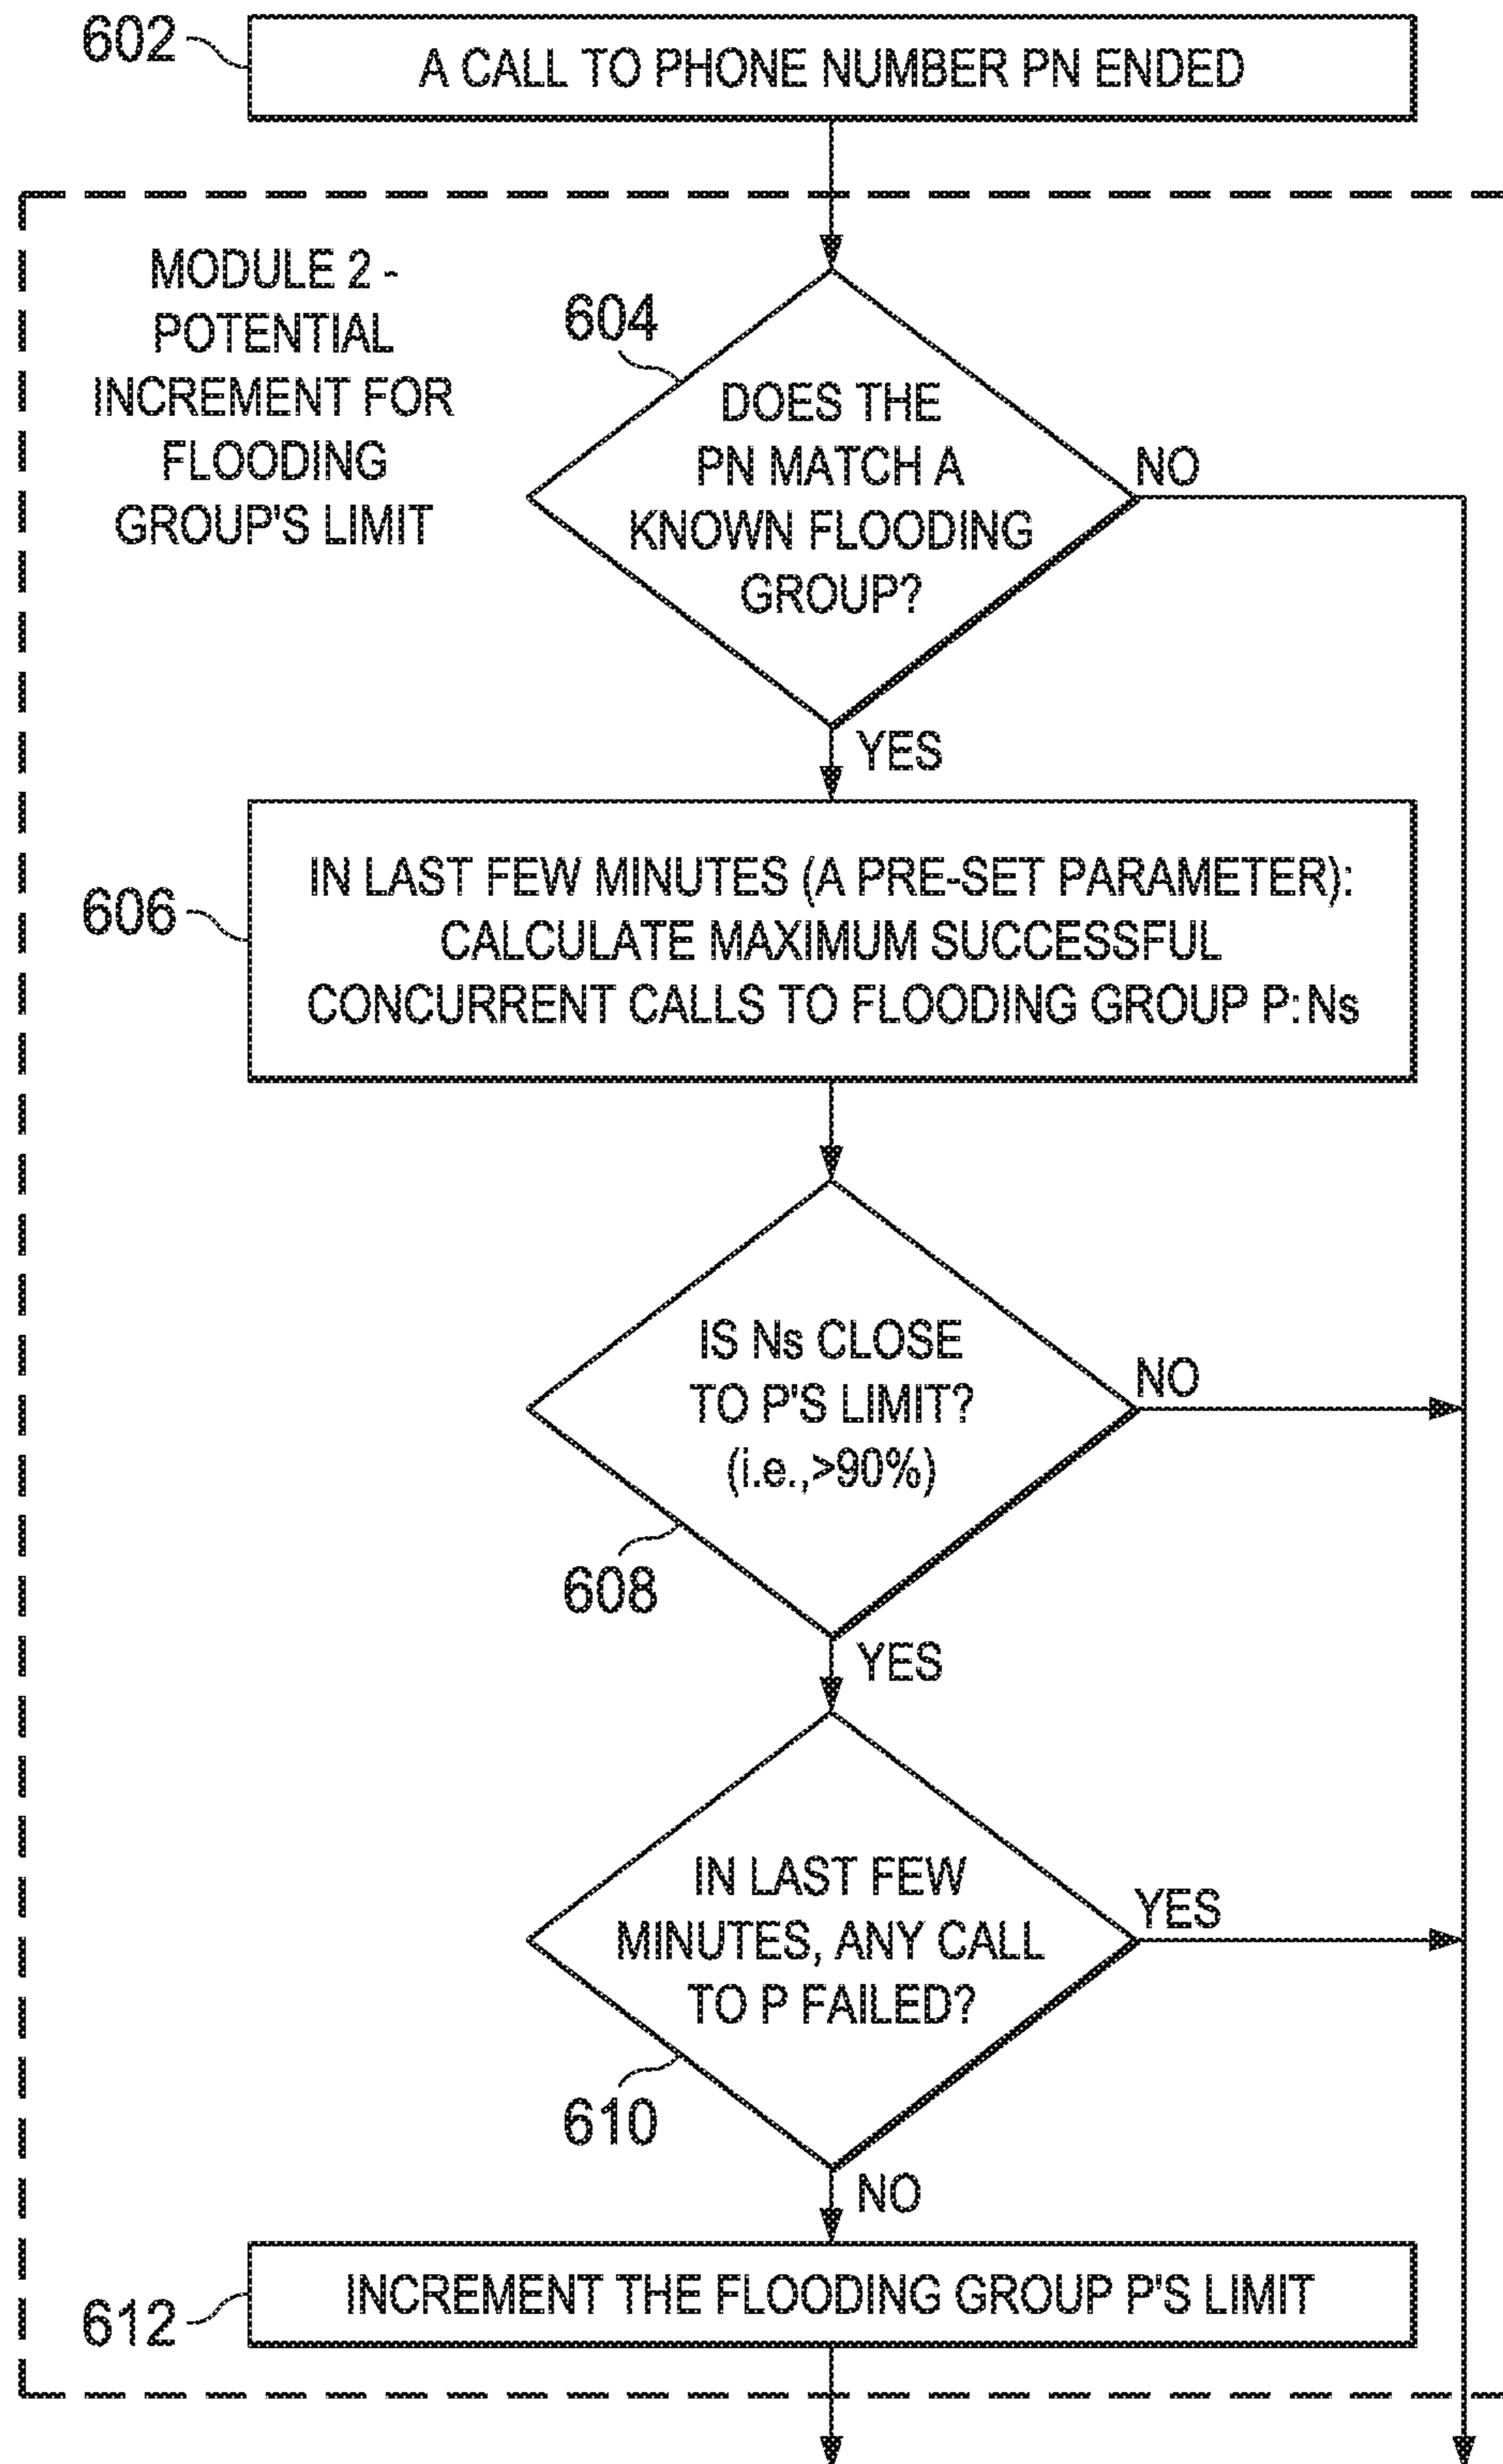 602
A CALL TO PHONE NUMBER PN ENDED
MODULE 2 -
POTENTIAL
INCREMENT FOR
FLOODING
GROUP'S LIMIT
604
DOES THE
PN MATCH A
KNOWN FLOODING
GROUP?
NO
YES
606
IN LAST FEW MINUTES (A PRE-SET PARAMETER):
CALCULATE MAXIMUM SUCCESSFUL
CONCURRENT CALLS TO FLOODING GROUP P: Ns
IS Ns CLOSE
TO P'S LIMIT?
(i.e.,>90%)
NO
608
YES
IN LAST FEW
MINUTES, ANY CALL
TO P FAILED?
YES
610
NO
612
INCREMENT THE FLOODING GROUP P'S LIMIT